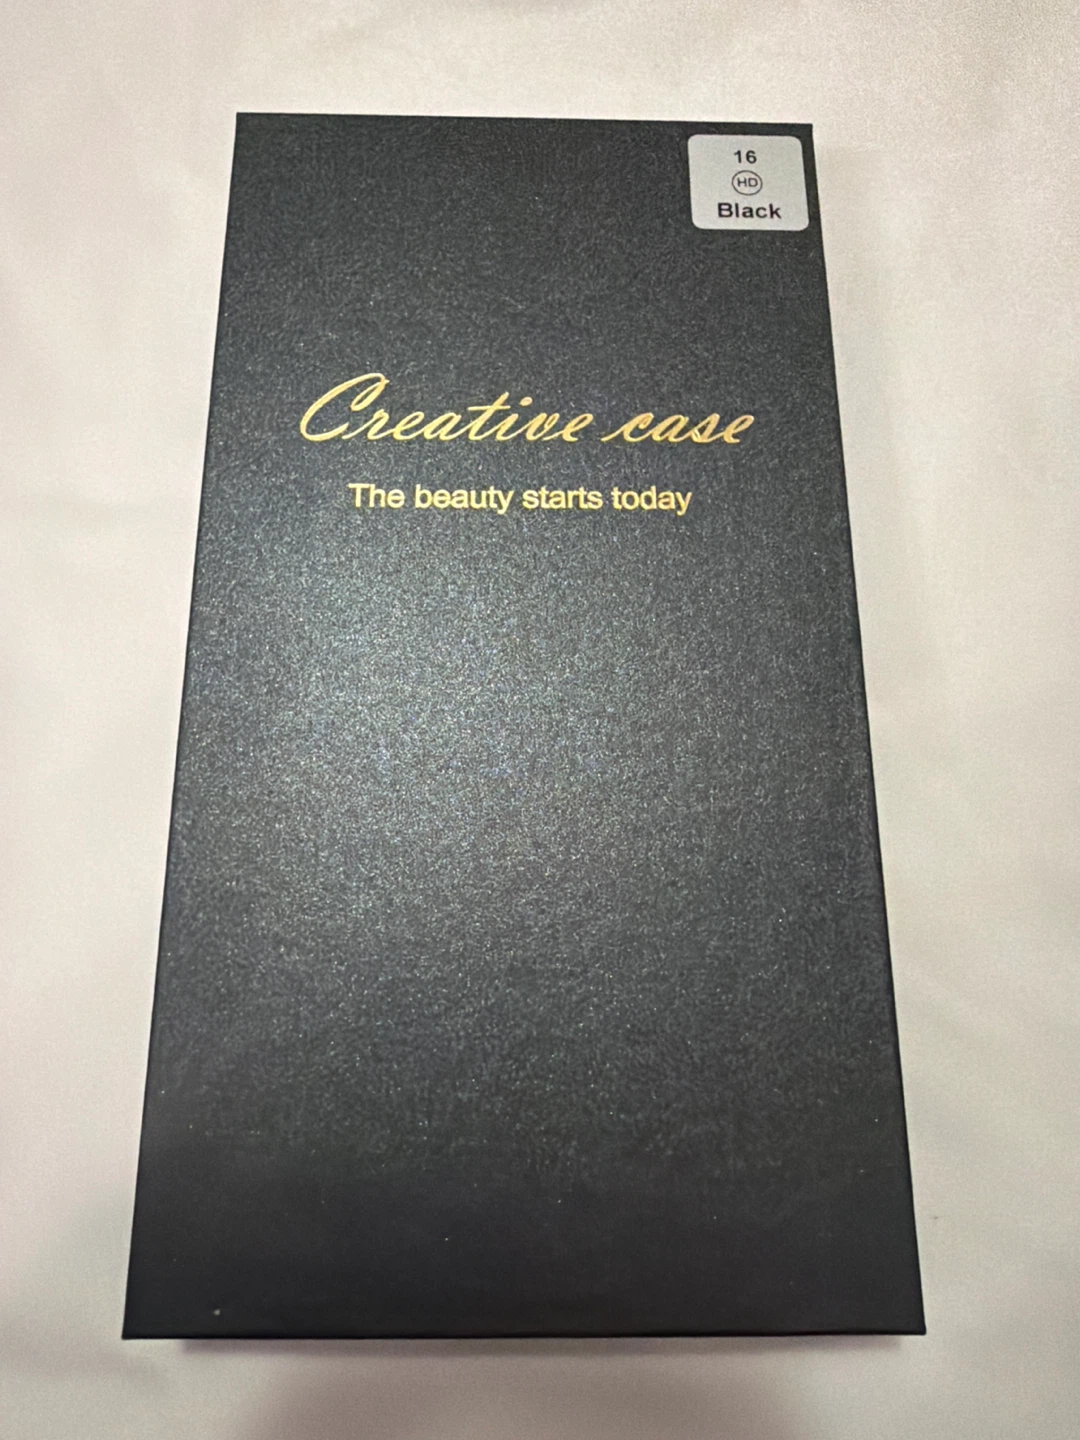 16
HD
Black
Creative case
The beauty starts today